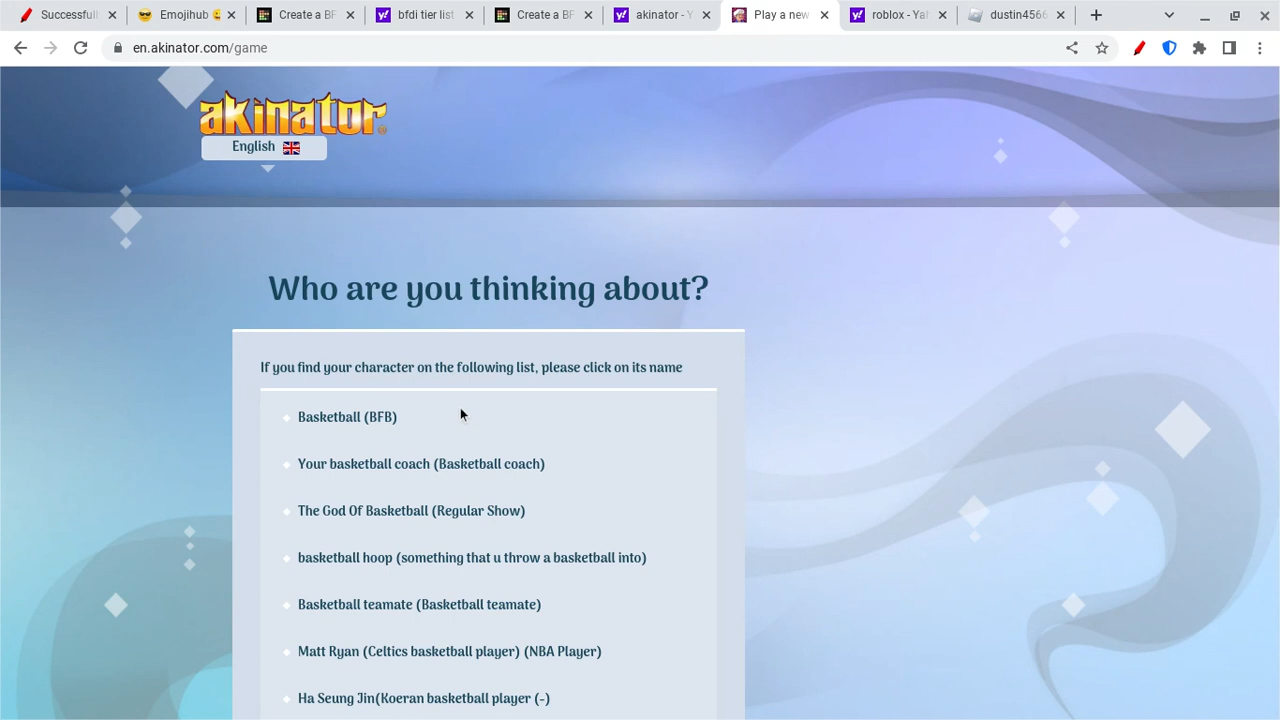 Successfull
Emojihub
Create a BF
bfdi tier list
Create a BF
akinator - Y
Play a new
roblox - Yah
dustin4566
en.akinator.com/game
akinator
English
Who are you thinking about?
If you find your character on the following list, please click on its name
Basketball (BFB)
Your basketball coach (Basketball coach)
The God Of Basketball (Regular Show)
basketball hoop (something that u throw a basketball into)
Basketball teamate (Basketball teamate)
Matt Ryan (Celtics basketball player) (NBA Player)
Ha Seung Jin(Koeran basketball player (-)